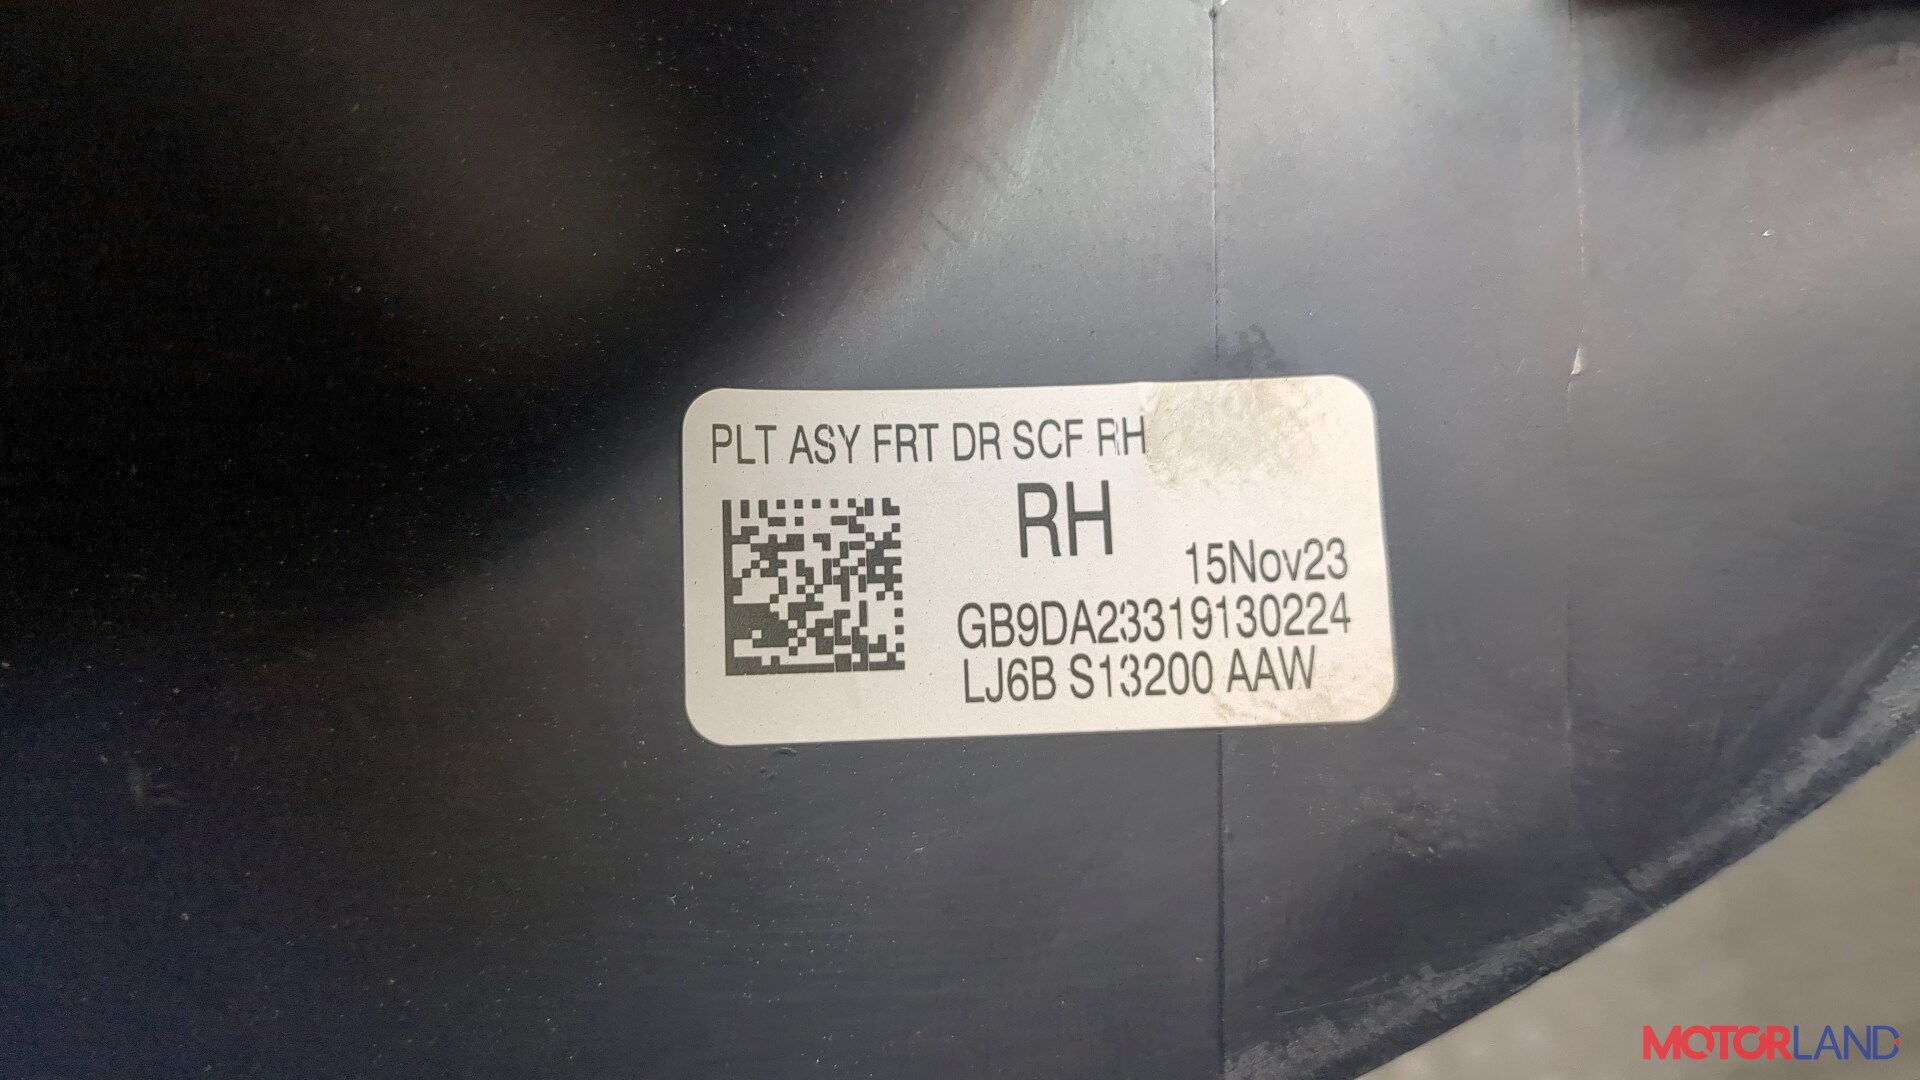 PLT ASY FRT DR SCF RH
RH
15Nov23
GB9DA23319130224
LJ6B S13200 AAW
MOTORLAND